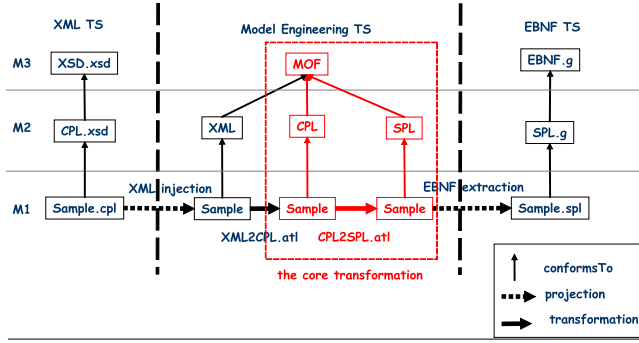 XML TS
Model Engineering TS
EBNF TS
M3
XSD.xsd
MOF
EBNF.g
M2
CPL.xsd
XML
CPL
SPL
SPL.g
XML injection
EBNF extraction
M1
Sample.cpl
Sample
Sample
Sample
Sample.spl
XML2CPL.atl
CPL2SPL.atl
the core transformation
conformsTo
projection
transformation